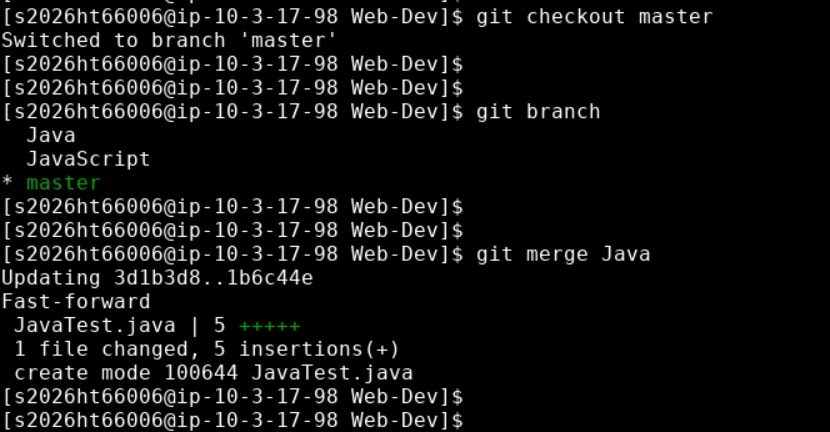 [s2026ht66006@ip-10-3-17-98 Web-Dev]$ git checkout master
Switched to branch 'master'
[s2026ht66006@ip-10-3-17-98 Web-Dev]$
[s2026ht66006@ip-10-3-17-98 Web-Dev]$
[s2026ht66006@ip-10-3-17-98 Web-Dev]$ git branch
  Java
  JavaScript
* master
[s2026ht66006@ip-10-3-17-98 Web-Dev]$
[s2026ht66006@ip-10-3-17-98 Web-Dev]$
[s2026ht66006@ip-10-3-17-98 Web-Dev]$ git merge Java
Updating 3d1b3d8..1b6c44e
Fast-forward
 JavaTest.java | 5 +++++
 1 file changed, 5 insertions(+)
 create mode 100644 JavaTest.java
[s2026ht66006@ip-10-3-17-98 Web-Dev]$
[s2026ht66006@ip-10-3-17-98 Web-Dev]$